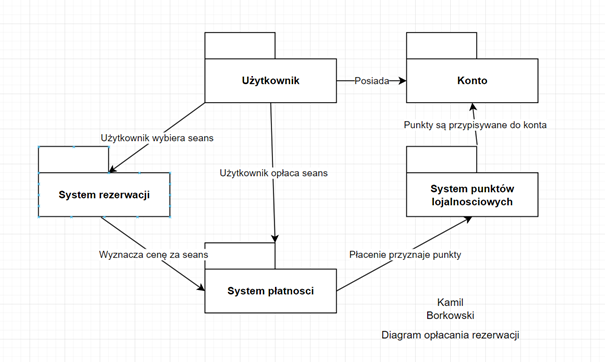 Użytkownik
Posiada
Konto
Użytkownik wybiera seans
Punkty są przypisywane do konta
Użytkownik opłaca seans
System rezerwacji
System punktów
lojalnosciowych
Wyznacza cenę za seans
Płacenie przyznaje punkty
System płatnosci
Kamil
Borkowski
Diagram opłacania rezerwacji